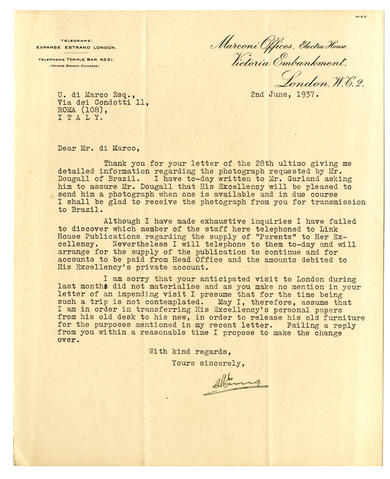 TELEGRAMS:
EXPANSE ESTRAND LONDON.
TELEPHONE TEMPLE BAR 4321.
(PRIVATE BRANCH EXCHANGE)
Marconi Offices, Electra House,
Victoria Embankment,
London, W.C.2.
2nd June, 1937.
U. di Marco Esq.,
Via dei Condotti 11,
ROMA (108),
I T A L Y.
Dear Mr. di Marco,
Thank you for your letter of the 28th ultimo giving me
detailed information regarding the photograph requested by Mr.
Dougall of Brazil. I have to-day written to Mr. Garland asking
him to assure Mr. Dougall that His Excellency will be pleased to
send him a photograph when one is available and in due course
I shall be glad to receive the photograph from you for transmission
to Brazil.
Although I have made exhaustive inquiries I have failed
to discover which member of the staff here telephoned to Link
House Publications regarding the supply of "Parents" to Her Ex-
cellency. Nevertheless I will telephone to them to-day and will
arrange for the supply of the publication to continue and for
accounts to be paid from Head Office and the amounts debited to
His Excellency's private account.
I am sorry that your anticipated visit to London during
last month did not materialise and as you make no mention in your
letter of an impending visit I presume that for the time being
such a trip is not contemplated. May I, therefore, assume that
I am in order in transferring His Excellency's personal papers
from his old desk to his new, in order to release his old furniture
for the purposes mentioned in my recent letter. Failing a reply
from you within a reasonable time I propose to make the change
over.
With kind regards,
Yours sincerely,